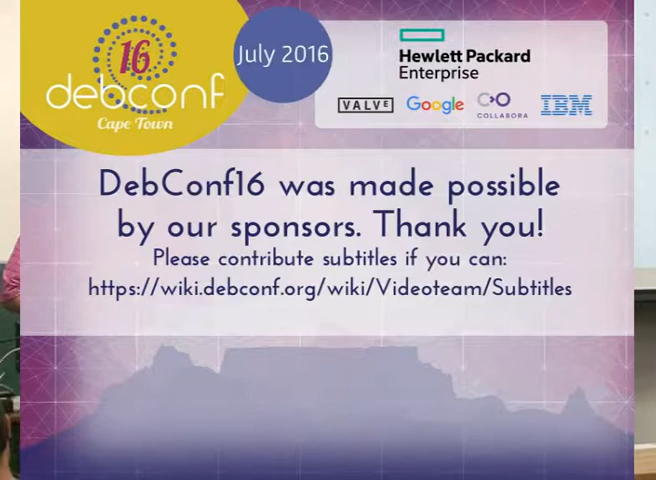 16
debconf
Cape Town
July 2016
Hewlett Packard
Enterprise
VALVE
Google
COLLABORA
IBM
DebConf16 was made possible
by our sponsors. Thank you!
Please contribute subtitles if you can:
https://wiki.debconf.org/wiki/Videoteam/Subtitles